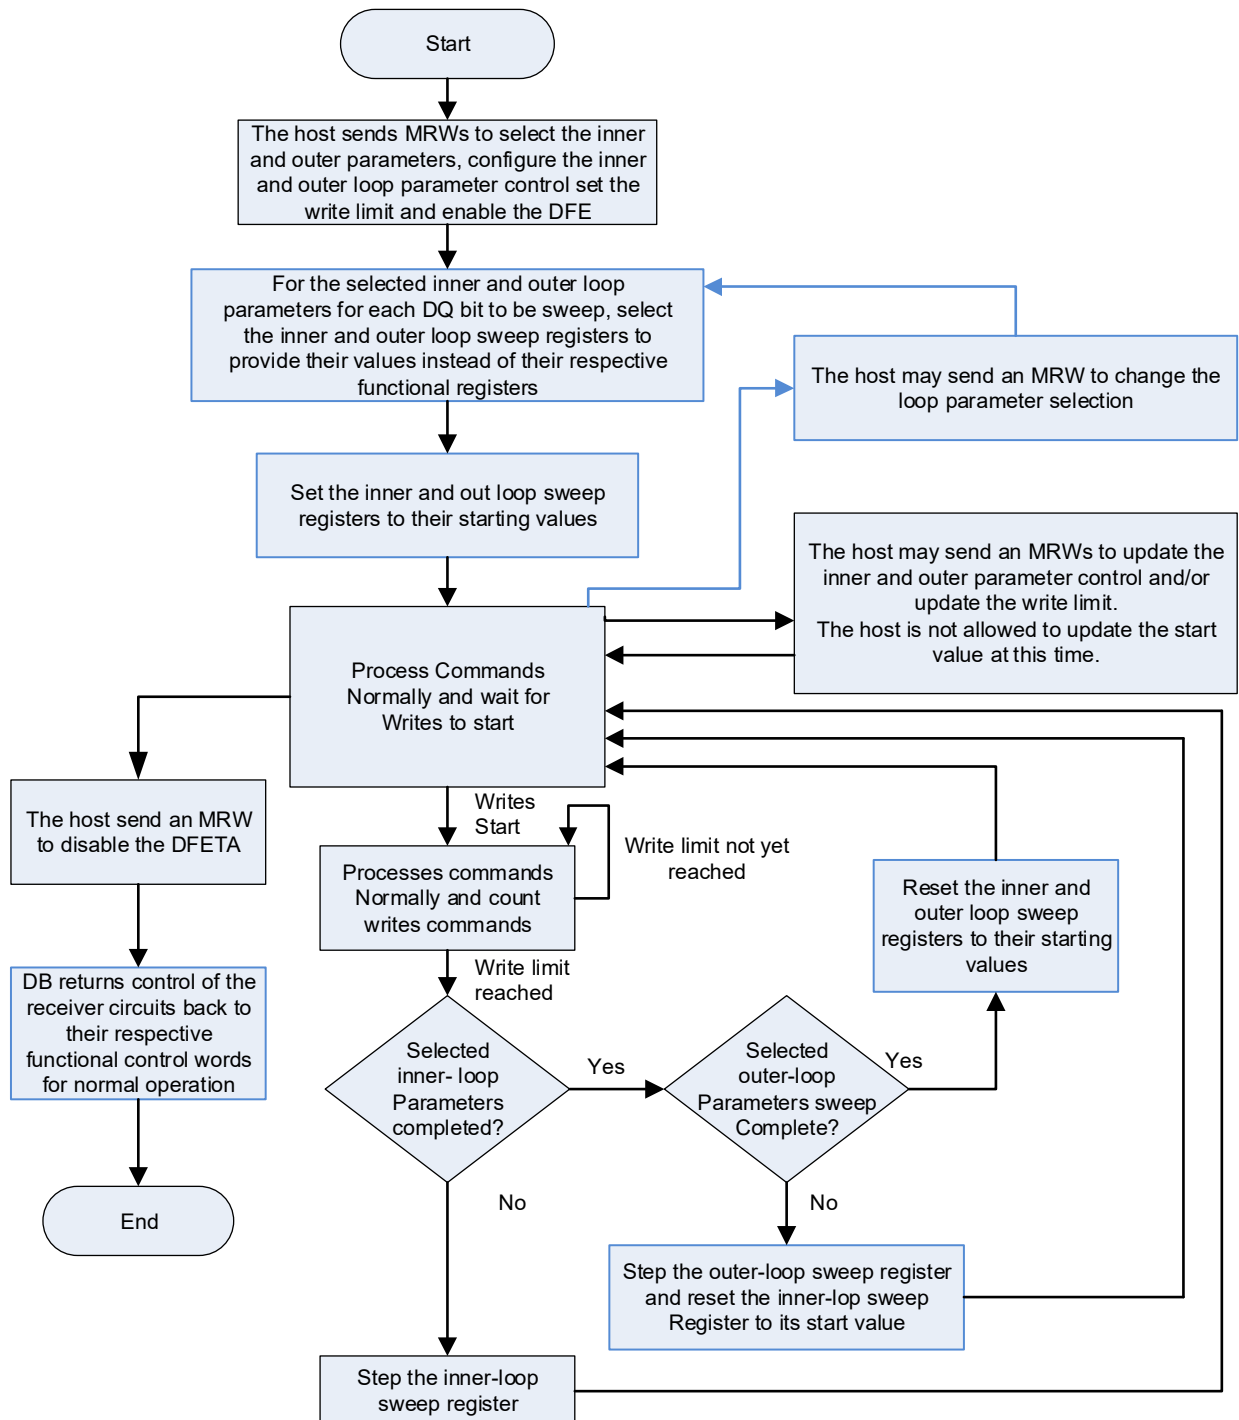 Start
The host sends MRWs to select the inner
and outer parameters, configure the inner
and outer loop parameter control set the
write limit and enable the DFE
For the selected inner and outer loop
parameters for each DQ bit to be sweep, select
the inner and outer loop sweep registers to
provide their values instead of their respective
functional registers
The host may send an MRW to change the
loop parameter selection
Set the inner and out loop sweep
registers to their starting values
The host may send an MRWs to update the
inner and outer parameter control and/or
update the write limit.
The host is not allowed to update the start
value at this time.
Process Commands
Normally and wait for
Writes to start
The host send an MRW
to disable the DFETA
Writes
Start
Write limit not yet
reached
Processes commands
Normally and count
writes commands
Reset the inner and
outer loop sweep
registers to their starting
values
DB returns control of the
receiver circuits back to
their respective
functional control words
for normal operation
Write limit
reached
Selected
inner- loop
Parameters
completed?
Yes
Selected
outer-loop
Parameters sweep
Complete?
Yes
No
No
End
Step the outer-loop sweep register
and reset the inner-lop sweep
Register to its start value
Step the inner-loop
sweep register